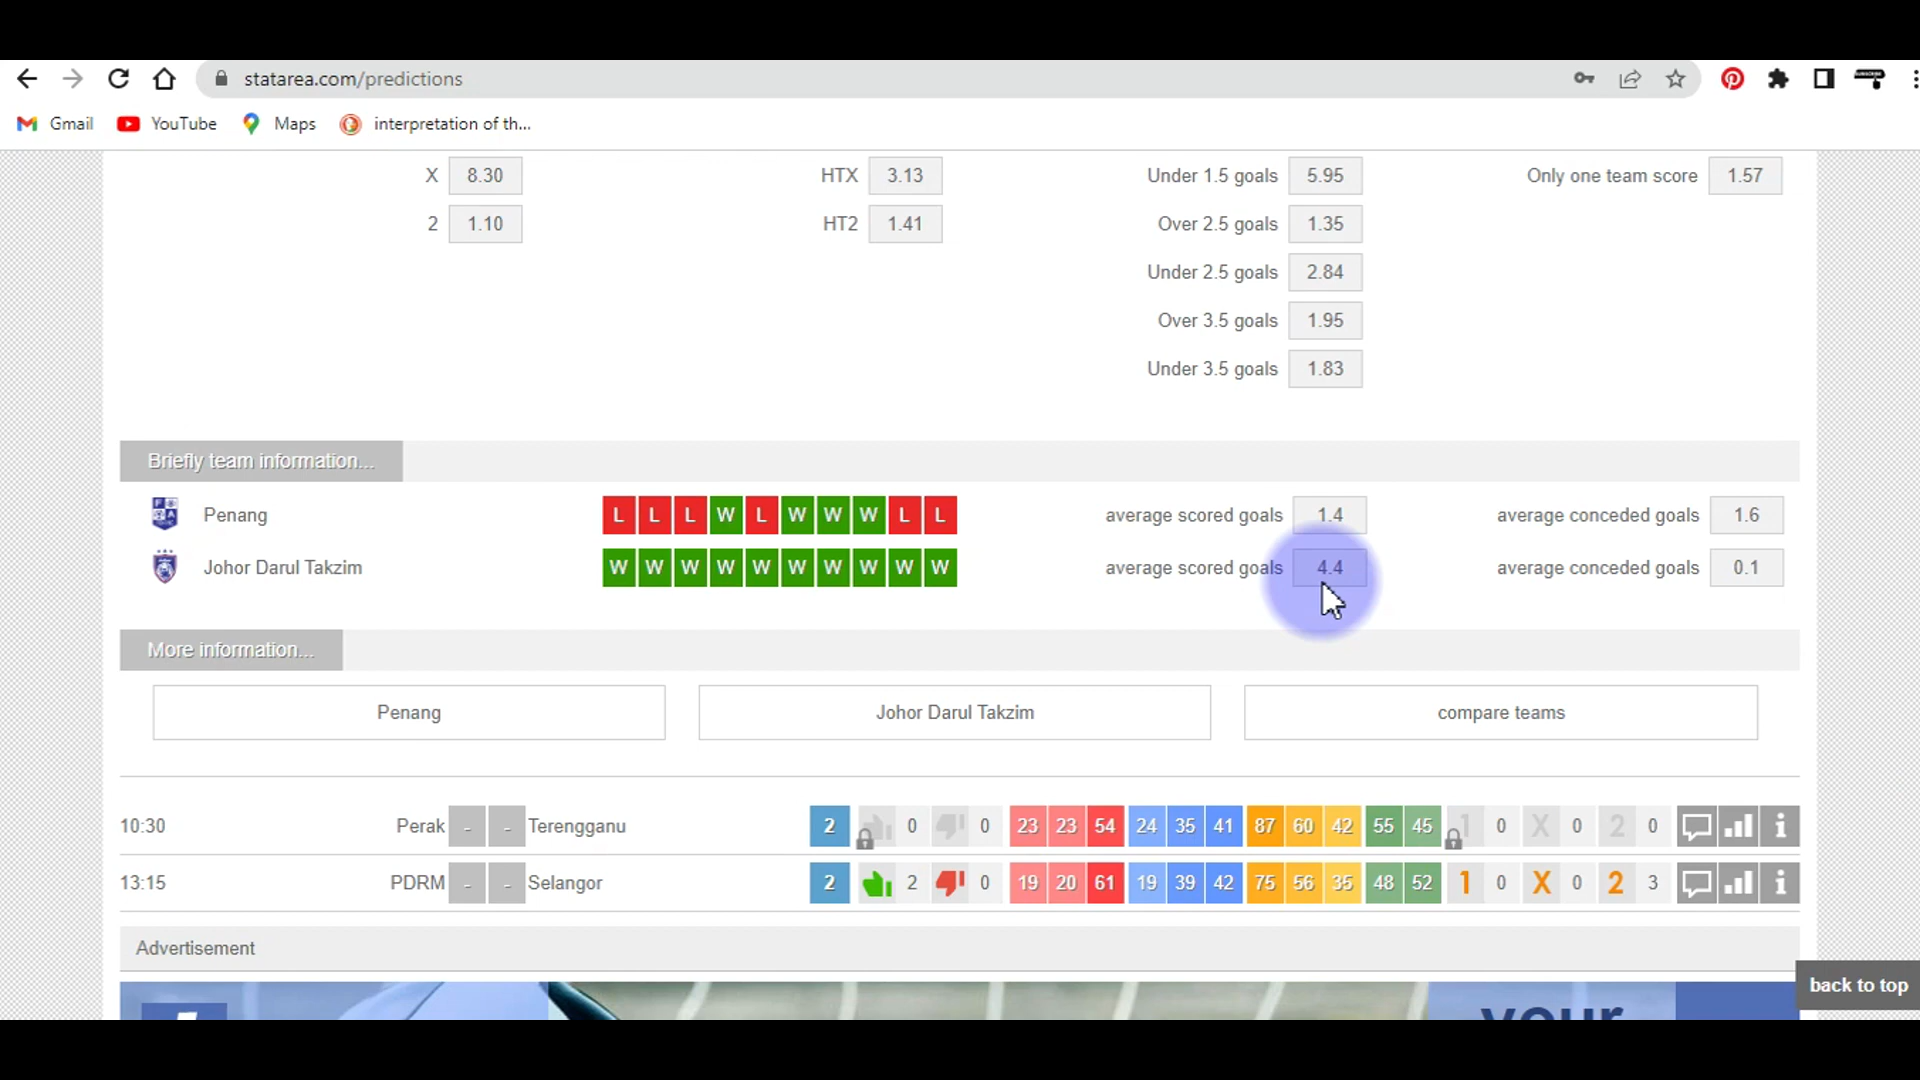 statarea.com/predictions
Gmail YouTube Maps interpretation of th...
X 8.30 HTX 3.13 Under 1.5 goals 5.95 Only one team score 1.57
2 1.10 HT2 1.41 Over 2.5 goals 1.35
Under 2.5 goals 2.84
Over 3.5 goals 1.95
Under 3.5 goals 1.83
Briefly team information...
Penang L L L W L W W W L L average scored goals 1.4 average conceded goals 1.6
Johor Darul Takzim W W W W W W W W W W average scored goals 4.4 average conceded goals 0.1
More information...
Penang Johor Darul Takzim compare teams
10:30 Perak - - Terengganu 2 0 0 23 23 54 24 35 41 87 60 42 55 45 1 0 X 0 2 0
13:15 PDRM - - Selangor 2 2 0 19 20 61 19 39 42 75 56 35 48 52 1 0 X 0 2 3
Advertisement
back to top
your